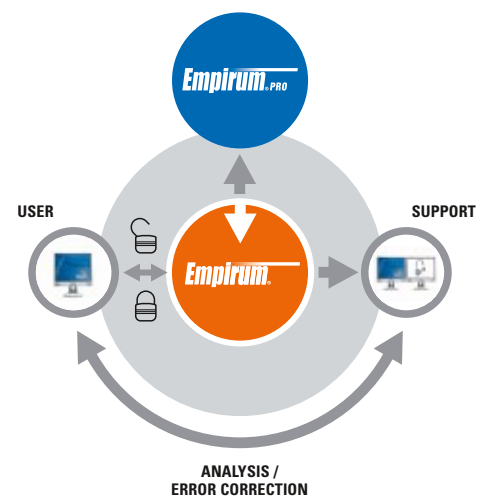 Empirum®PRO
USER
SUPPORT
Empirum®
ANALYSIS /
ERROR CORRECTION